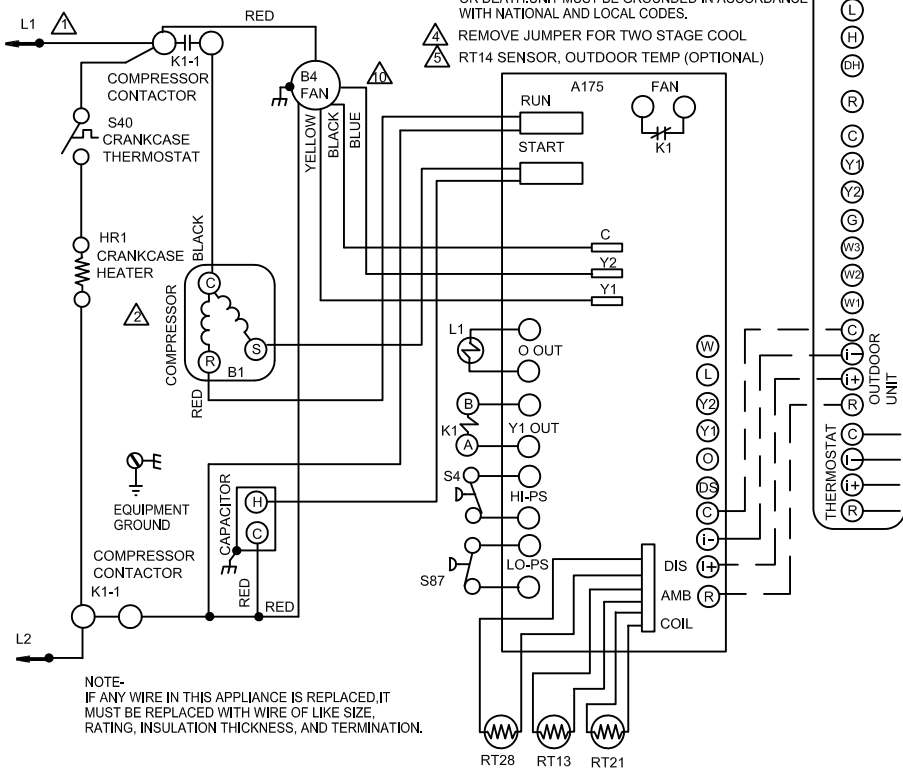 OR DEATH.UNIT MUST BE GROUNDED IN ACCORDANCE
WITH NATIONAL AND LOCAL CODES.
4 REMOVE JUMPER FOR TWO STAGE COOL
5 RT14 SENSOR, OUTDOOR TEMP (OPTIONAL)
L1
1
RED
K1-1
COMPRESSOR
CONTACTOR
B4
FAN
10
S40
CRANKCASE
THERMOSTAT
YELLOW
BLACK
BLUE
A175
FAN
K1
RUN
START
BLACK
HR1
CRANKCASE
HEATER
2
COMPRESSOR
C
R
S
B1
RED
C
Y2
Y1
L1
O OUT
B
K1
A
Y1 OUT
S4
HI-PS
S87
LO-PS
EQUIPMENT
GROUND
CAPACITOR
H
C
RED
RED
COMPRESSOR
CONTACTOR
K1-1
L2
W
L
Y2
Y1
O
DS
C
i-
DIS
I+
AMB
R
COIL
RT28
RT13
RT21
L
H
DH
R
C
Y1
Y2
G
W3
W2
W1
C
i-
i+
R
OUTDOOR
UNIT
THERMOSTAT
C
I-
i+
R
NOTE-
IF ANY WIRE IN THIS APPLIANCE IS REPLACED,IT
MUST BE REPLACED WITH WIRE OF LIKE SIZE,
RATING, INSULATION THICKNESS, AND TERMINATION.